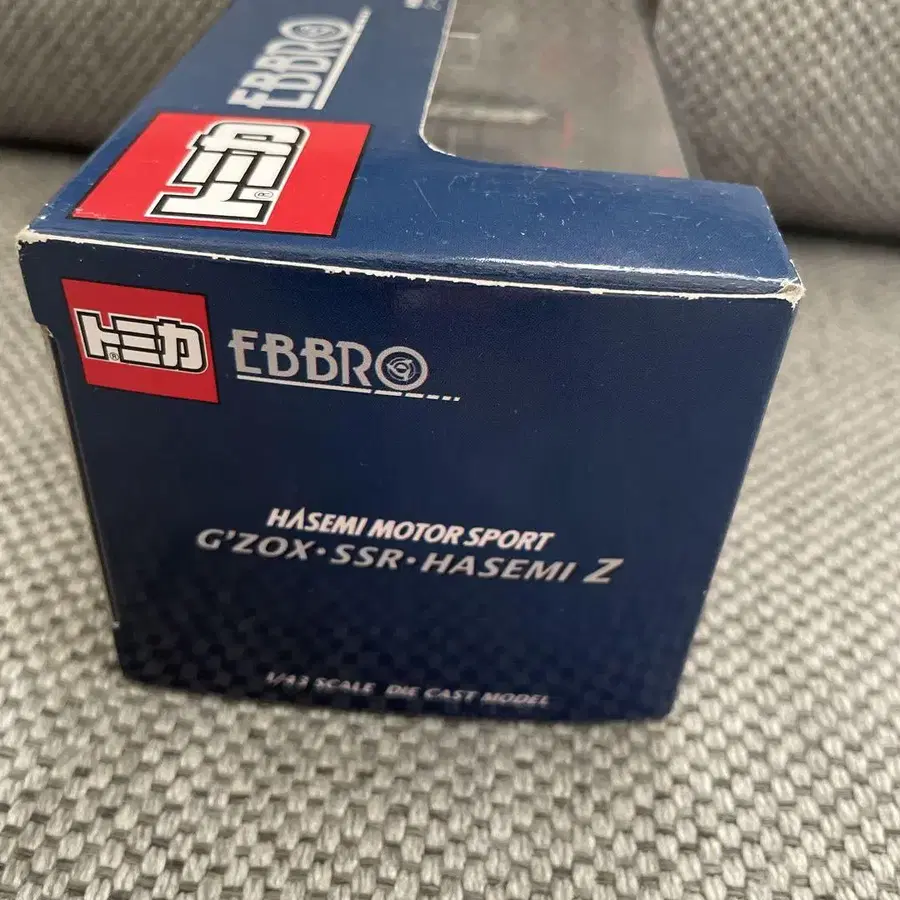 EBBRO
トミカ®
トミカ®
EBBRO
HASEMI MOTOR SPORT
G'ZOX・SSR・HASEMI Z
1/43 SCALE DIE CAST MODEL